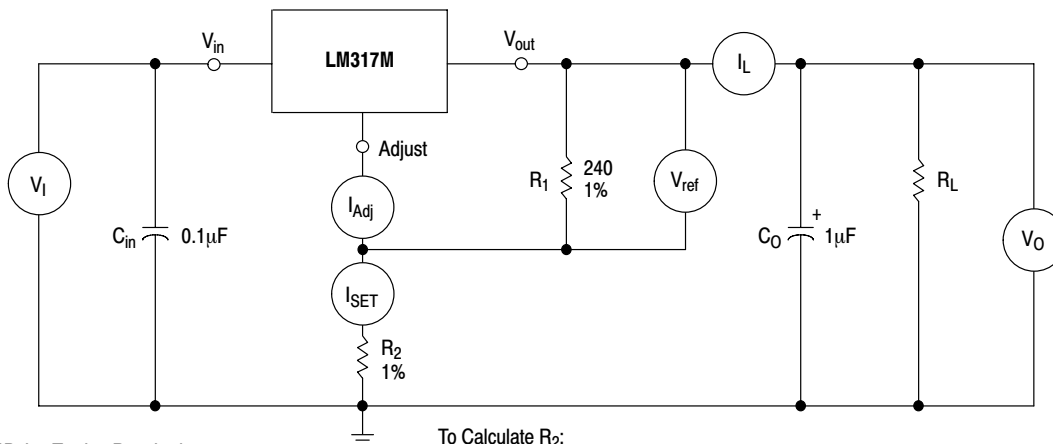 LM317M
V_in
V_out
Adjust
V_I
C_in 0.1μF
I_Adj
I_SET
R_2
1%
R_1
240
1%
V_ref
I_L
C_O
+
1μF
R_L
V_O
To Calculate R_2: